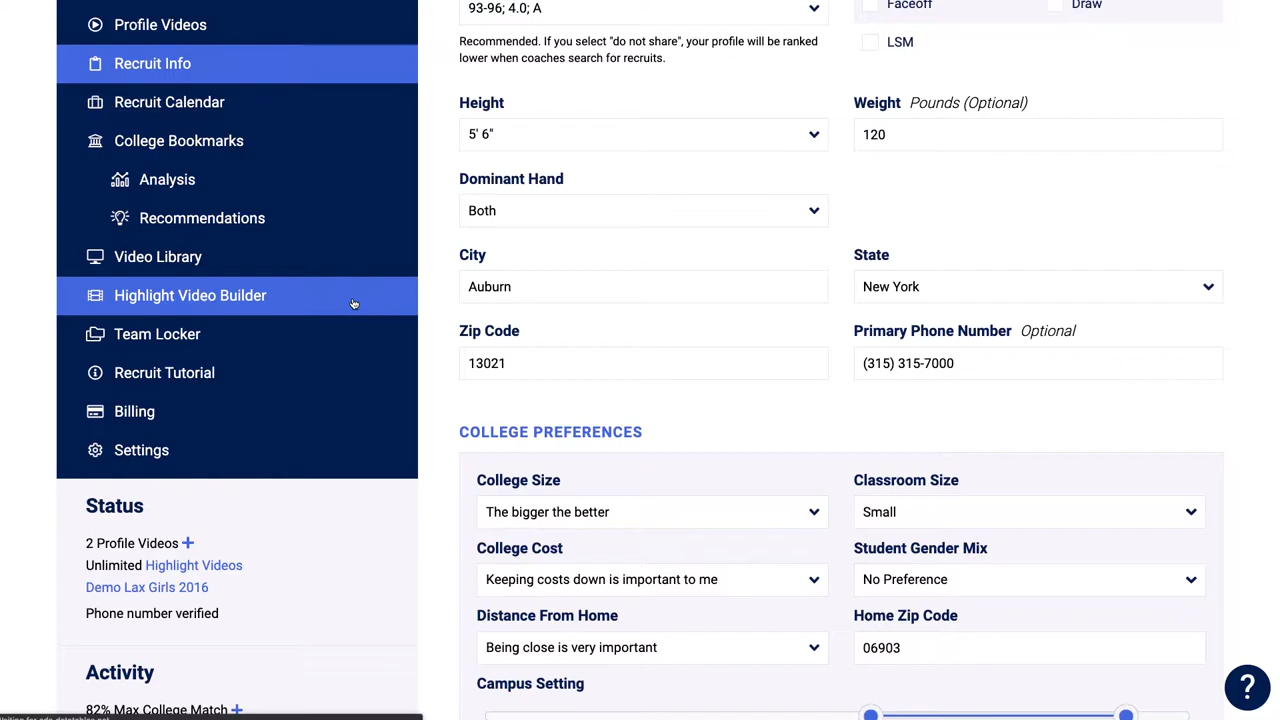 Profile Videos
Recruit Info
Recruit Calendar
College Bookmarks
Analysis
Recommendations
Video Library
Highlight Video Builder
Team Locker
Recruit Tutorial
Billing
Settings
Status
2 Profile Videos +
Unlimited Highlight Videos
Demo Lax Girls 2016
Phone number verified
Activity
82% Max College Match +
93-96; 4.0; A
Recommended. If you select "do not share", your profile will be ranked
lower when coaches search for recruits.
Faceoff
Draw
LSM
Height
5' 6"
Weight Pounds (Optional)
120
Dominant Hand
Both
City
Auburn
State
New York
Zip Code
13021
Primary Phone Number Optional
(315) 315-7000
COLLEGE PREFERENCES
College Size
The bigger the better
Classroom Size
Small
College Cost
Keeping costs down is important to me
Student Gender Mix
No Preference
Distance From Home
Being close is very important
Home Zip Code
06903
Campus Setting
?